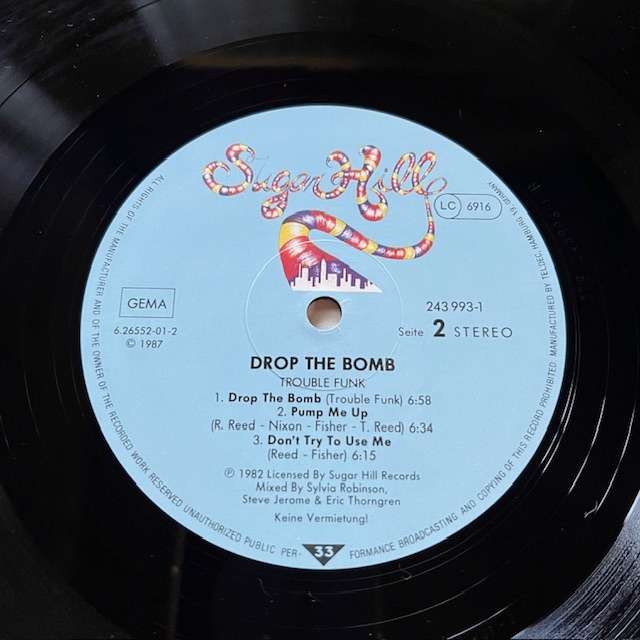 Sugar Hill
LC 6916
GEMA
6.26552-01-2
© 1987
243 993-1
Seite 2 STEREO
DROP THE BOMB
TROUBLE FUNK
1. Drop The Bomb (Trouble Funk) 6:58
2. Pump Me Up
(R. Reed - Nixon - Fisher - T. Reed) 6:34
3. Don't Try To Use Me
(Reed - Fisher) 6:15
℗ 1982 Licensed By Sugar Hill Records
Mixed By Sylvia Robinson,
Steve Jerome & Eric Thorngren
Keine Vermietung!
33
ALL RIGHTS OF THE MANUFACTURER AND OF THE OWNER OF THE RECORDED WORK RESERVED UNAUTHORIZED PUBLIC PER- FORMANCE BROADCASTING AND COPYING OF THIS RECORD PROHIBITED MANUFACTURED BY TELDEC, HAMBURG 19, GERMANY